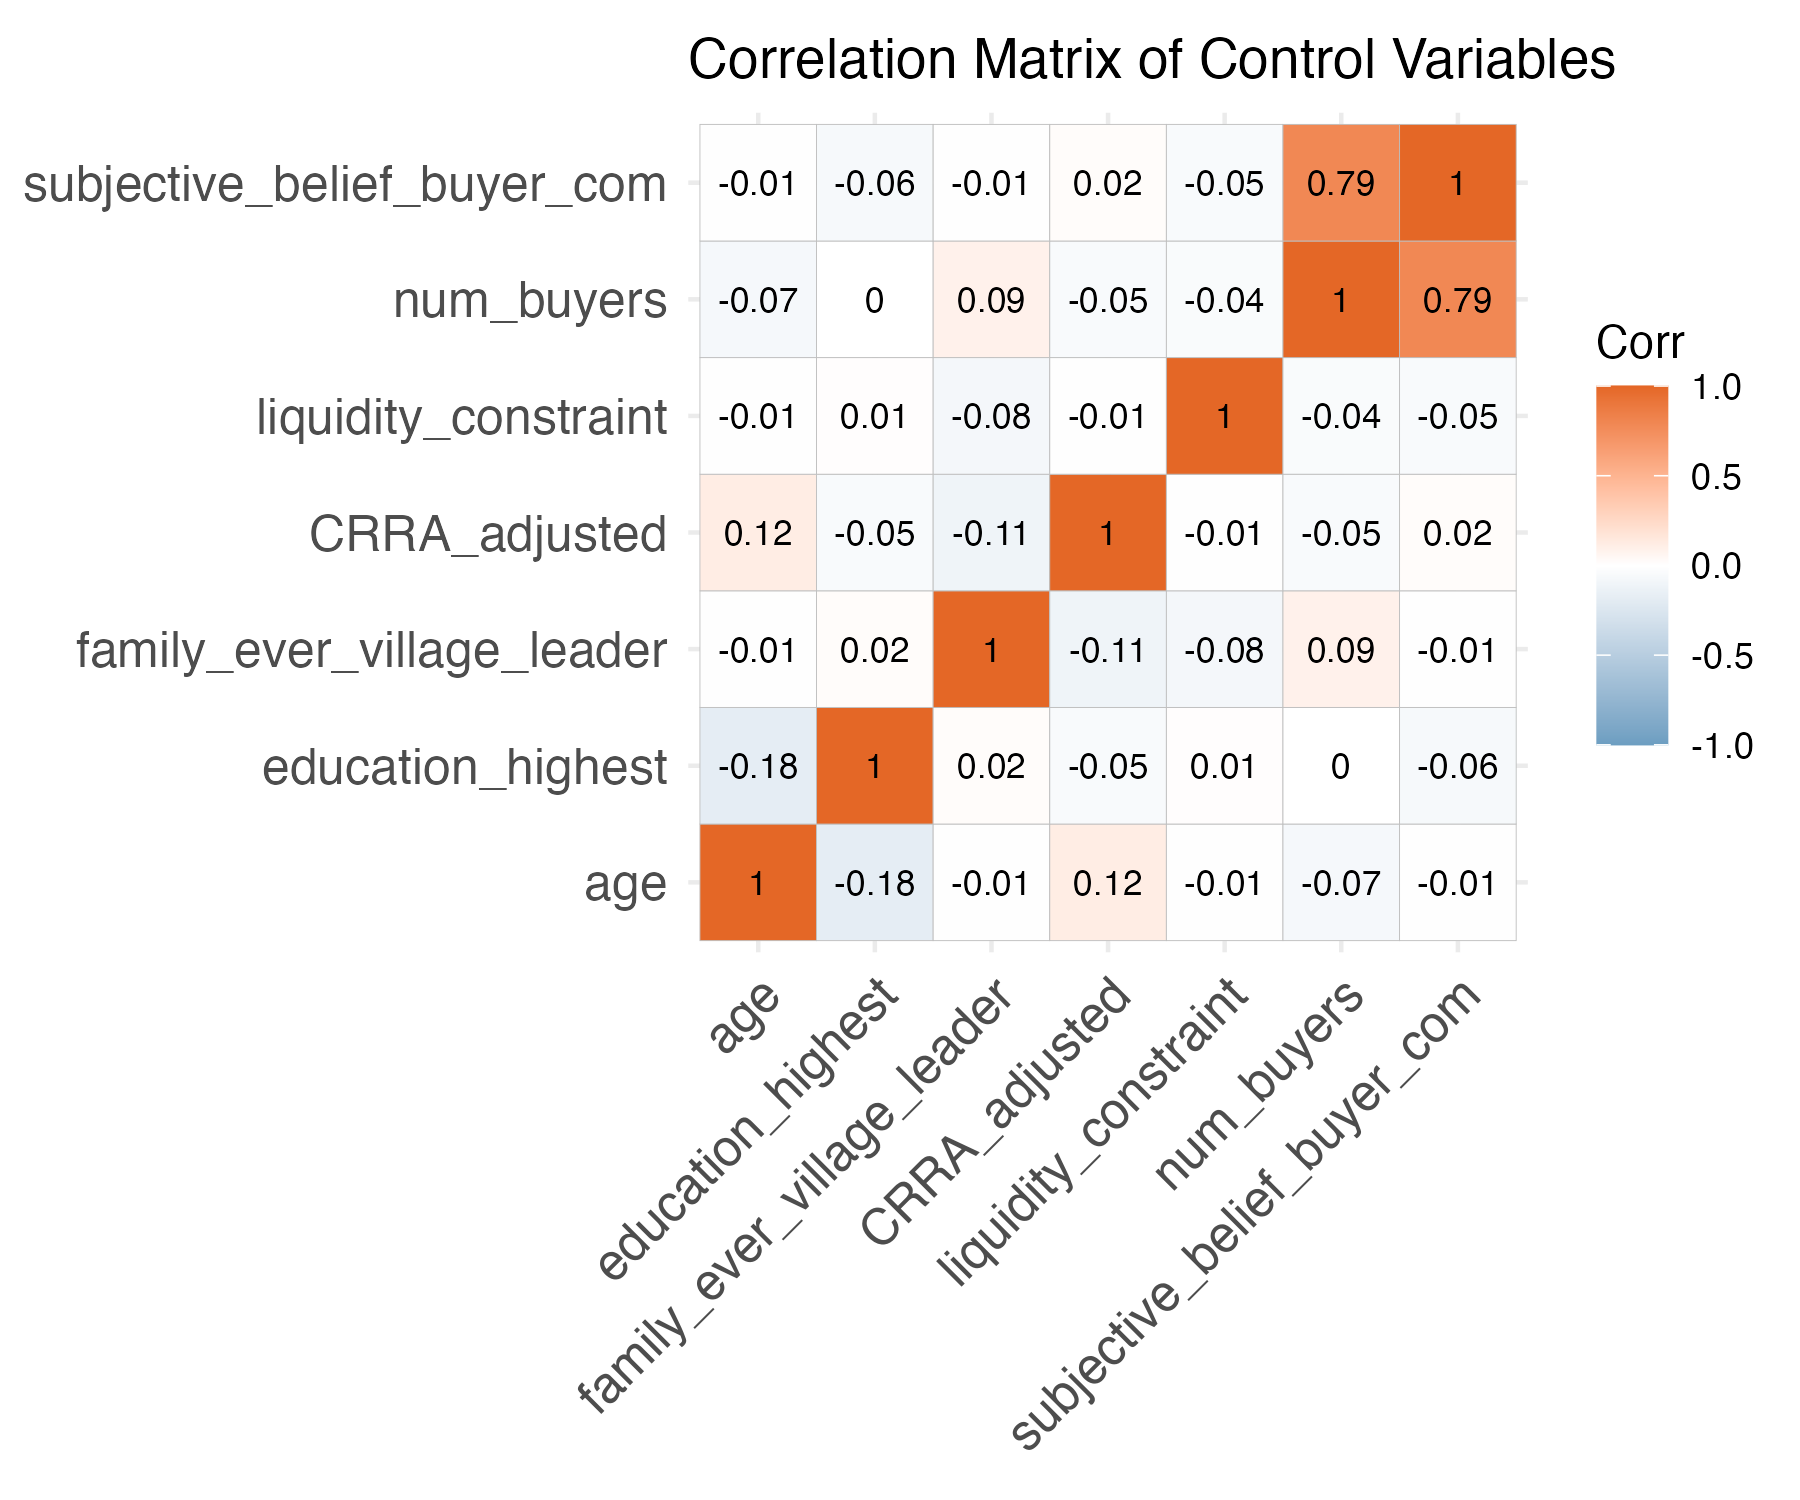 Correlation Matrix of Control Variables
subjective_belief_buyer_com -0.01 -0.06 -0.01 0.02 -0.05 0.79 1
num_buyers -0.07 0 0.09 -0.05 -0.04 1 0.79
liquidity_constraint -0.01 0.01 -0.08 -0.01 1 -0.04 -0.05
CRRA_adjusted 0.12 -0.05 -0.11 1 -0.01 -0.05 0.02
family_ever_village_leader -0.01 0.02 1 -0.11 -0.08 0.09 -0.01
education_highest -0.18 1 0.02 -0.05 0.01 0 -0.06
age 1 -0.18 -0.01 0.12 -0.01 -0.07 -0.01
age
education_highest
family_ever_village_leader
CRRA_adjusted
liquidity_constraint
num_buyers
subjective_belief_buyer_com
Corr
1.0
0.5
0.0
-0.5
-1.0